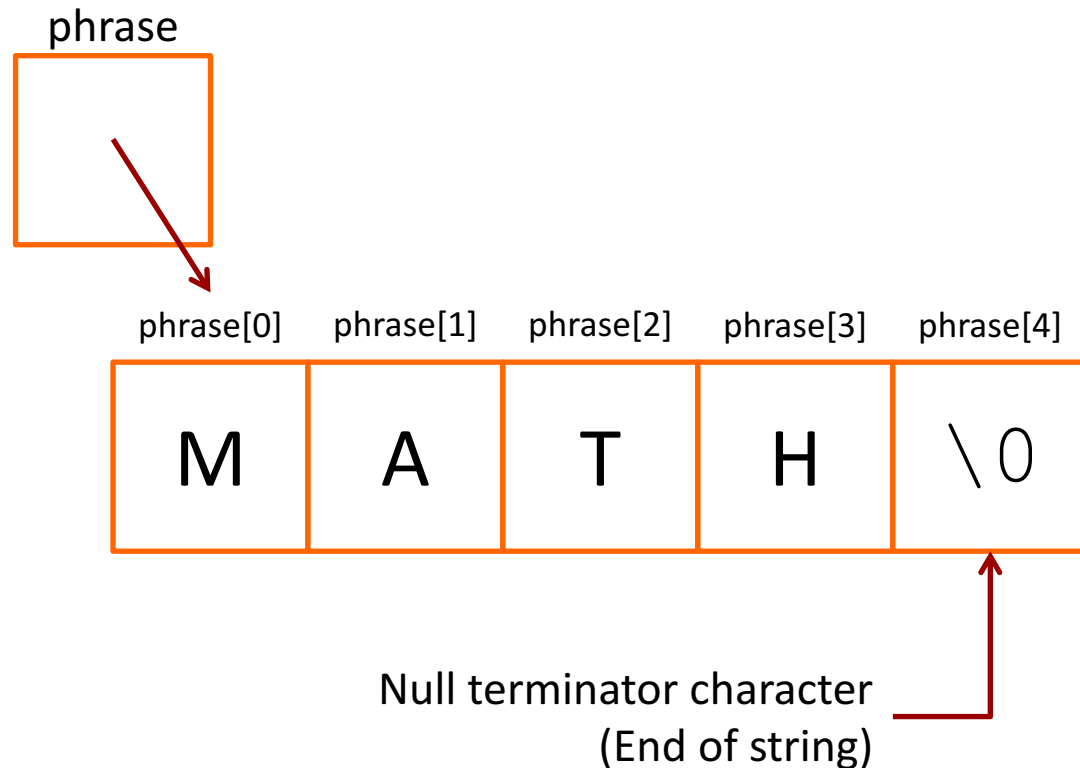 phrase
phrase[0] phrase[1] phrase[2] phrase[3] phrase[4]
M A T H \0
Null terminator character
(End of string)